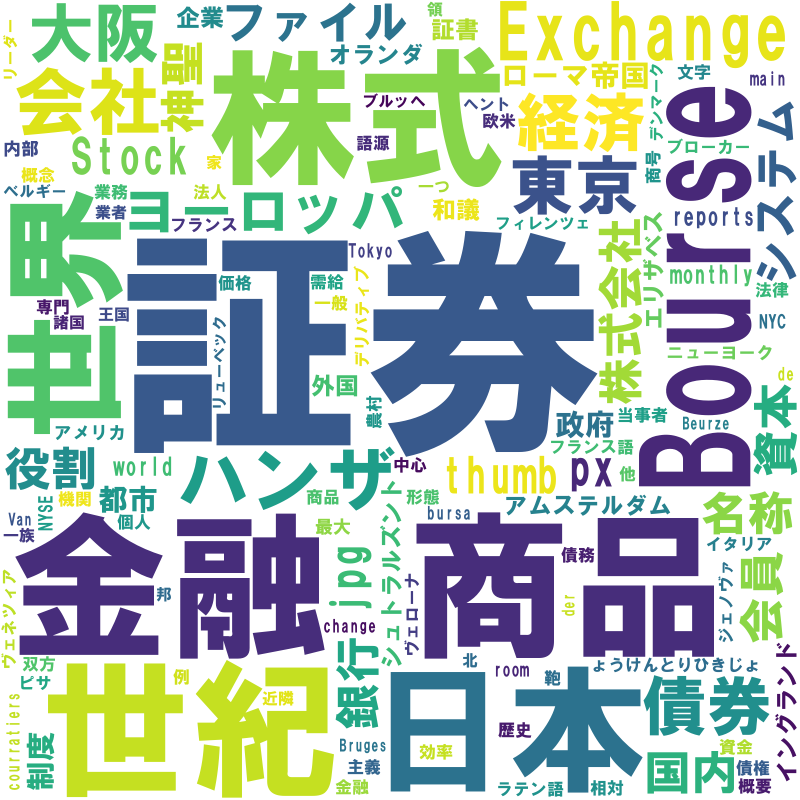 領
企業
ファイル
証書
Exchange
大阪
リーダー
オランダ
会社
神聖
株式
ブルッヘ
ヘント
欧米
語源
ローマ帝国
文字
main
デンマーク
経済
Bourse
システム
内部
Stock
家
商号
ブローカー
概念
ベルギー
業務
業者
法人
一つ
東京
ヨーロッパ
和議
フランス
フィレンツェ
reports
世界
証券
Tokyo
株式会社
エリザベス
monthly
法律
専門
諸国
王国
価格
需給
一般
デリバティブ
NYC
リューベック
ニューヨーク
外国
農村
de
アメリカ
政府
当事者
Beurze
資本
役割
world
ハンザ
中心
フランス語
thumb
px
他
NYSE
機関
都市
商品
形態
アムステルダム
名称
Van
一族
個人
最大
bursa
シュトラルズント
金融
商品
債務
イタリア
ヴェネツィア
邦
jpg
ヴェローナ
der
ジェノヴァ
会員
change
双方
ピサ
世紀
例
近隣
銀行
北
日本
room
鞄
ょうけんとりひきじょ
イングランド
courratiers
制度
歴史
債券
Bruges
主義
効率
金融
ラテン語
相対
国内
資金
債権
概要